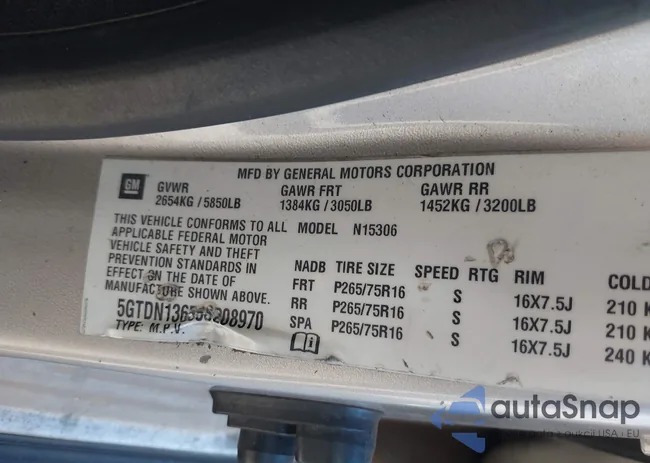 GM
MFD BY GENERAL MOTORS CORPORATION
GVWR GAWR FRT GAWR RR
2654KG / 5850LB 1384KG / 3050LB 1452KG / 3200LB
THIS VEHICLE CONFORMS TO ALL MODEL N15306
APPLICABLE FEDERAL MOTOR
VEHICLE SAFETY AND THEFT
PREVENTION STANDARDS IN
EFFECT ON THE DATE OF
MANUFACTURE SHOWN ABOVE.
TYPE: M.P.V.
NADB TIRE SIZE SPEED RTG RIM COLD
FRT P265/75R16 S 16X7.5J 210 K
RR P265/75R16 S 16X7.5J 210 K
SPA P265/75R16 S 16X7.5J 240 K
autaSnap